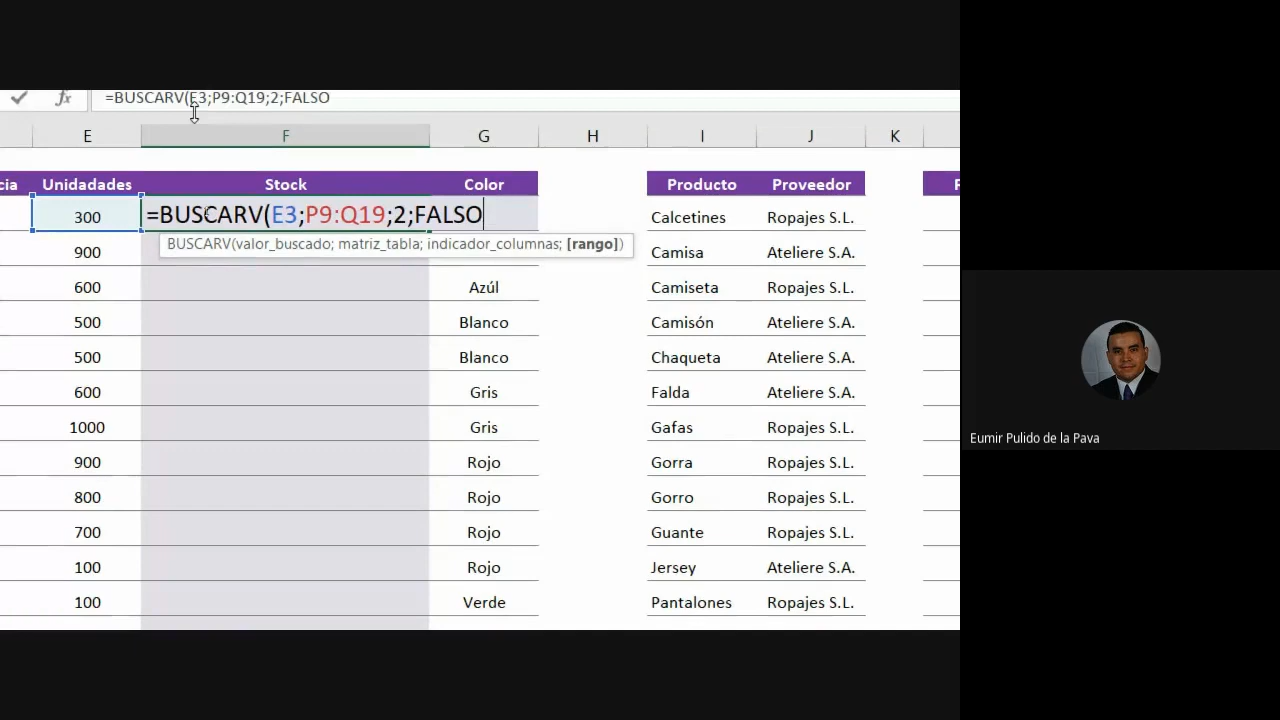 fx =BUSCARV(E3;P9:Q19;2;FALSO
E F G H I J K
cia Unidadades Stock Color Producto Proveedor P
300 =BUSCARV(E3;P9:Q19;2;FALSO Calcetines Ropajes S.L.
BUSCARV(valor_buscado; matriz_tabla; indicador_columnas; [rango])
900 Camisa Ateliere S.A.
600 Azúl Camiseta Ropajes S.L.
500 Blanco Camisón Ateliere S.A.
500 Blanco Chaqueta Ateliere S.A.
600 Gris Falda Ateliere S.A.
1000 Gris Gafas Ropajes S.L.
900 Rojo Gorra Ropajes S.L.
800 Rojo Gorro Ropajes S.L.
700 Rojo Guante Ropajes S.L.
100 Rojo Jersey Ateliere S.A.
100 Verde Pantalones Ropajes S.L.
Eumir Pulido de la Pava